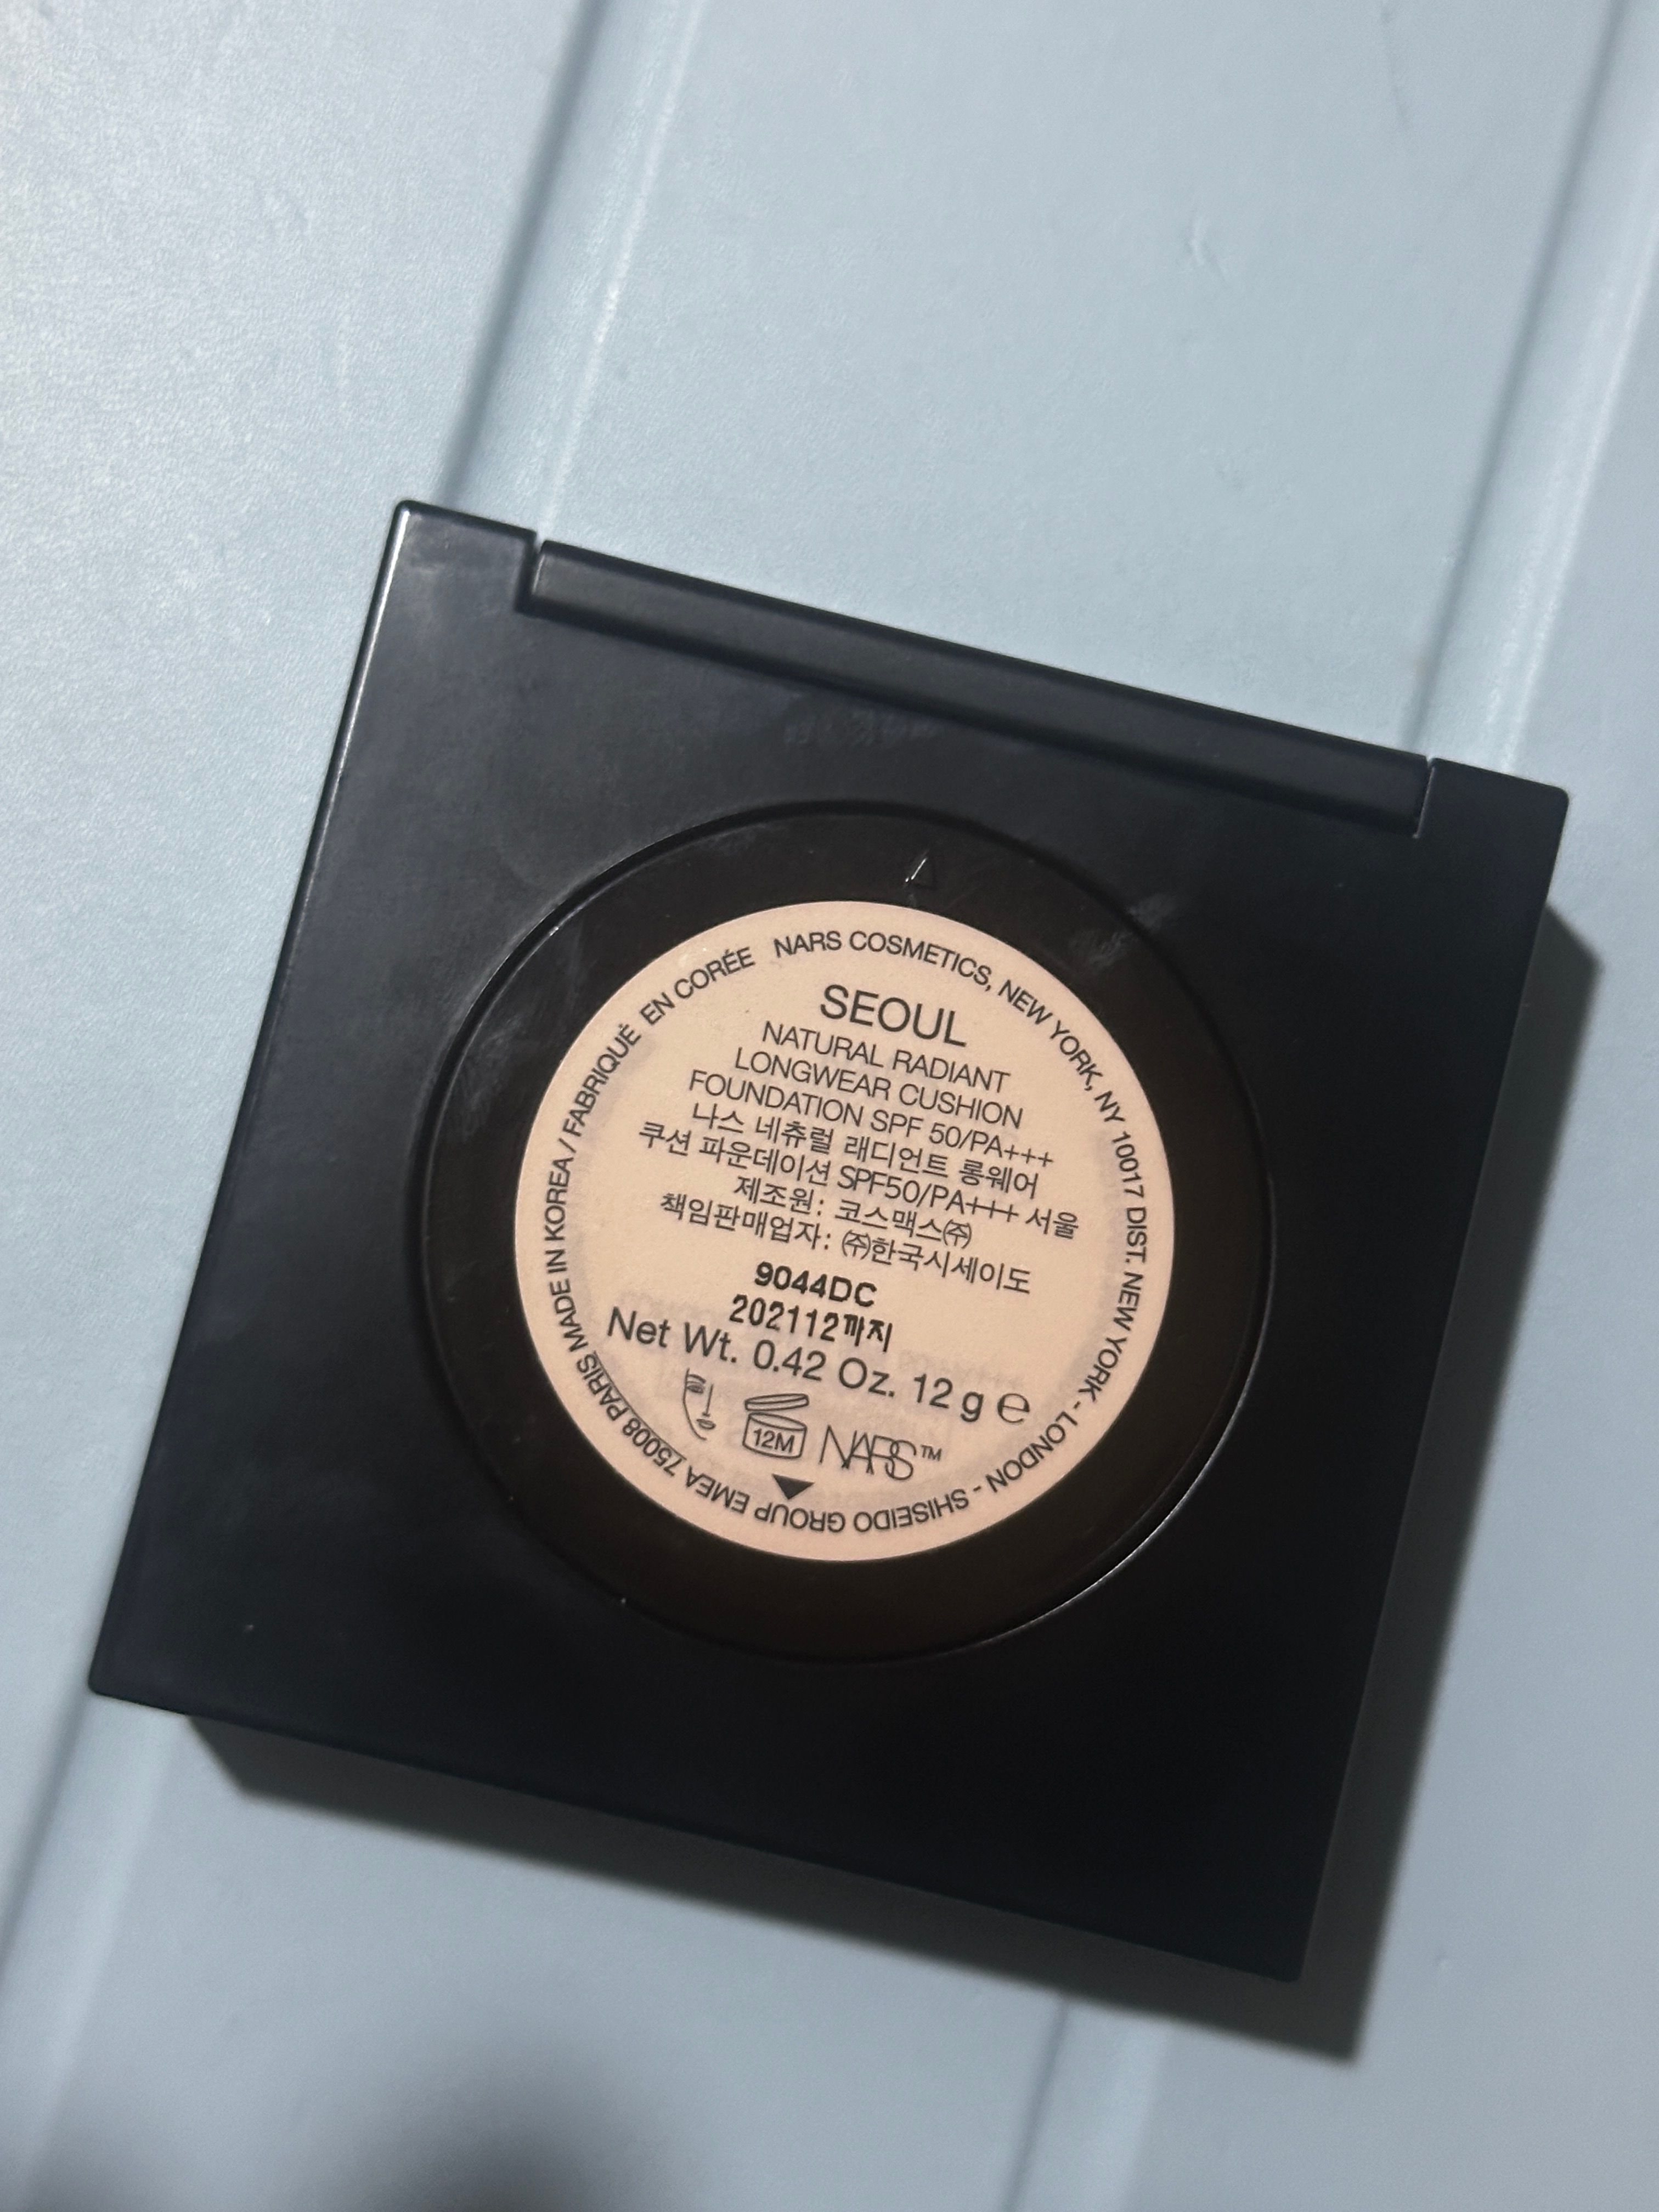 NARS COSMETICS, NEW YORK, NY 10017 DIST. NEW YORK - LONDON - SHISEIDO GROUP EMEA 75008 PARIS MADE IN KOREA / FABRIQUÉ EN CORÉE
SEOUL
NATURAL RADIANT
LONGWEAR CUSHION
FOUNDATION SPF 50/PA+++
나스 네츄럴 래디언트 롱웨어
쿠션 파운데이션 SPF50/PA+++ 서울
제조원: 코스맥스㈜
책임판매업자: ㈜한국시세이도
9044DC
202112까지
Net Wt. 0.42 Oz. 12 g ℮
12M NARS™